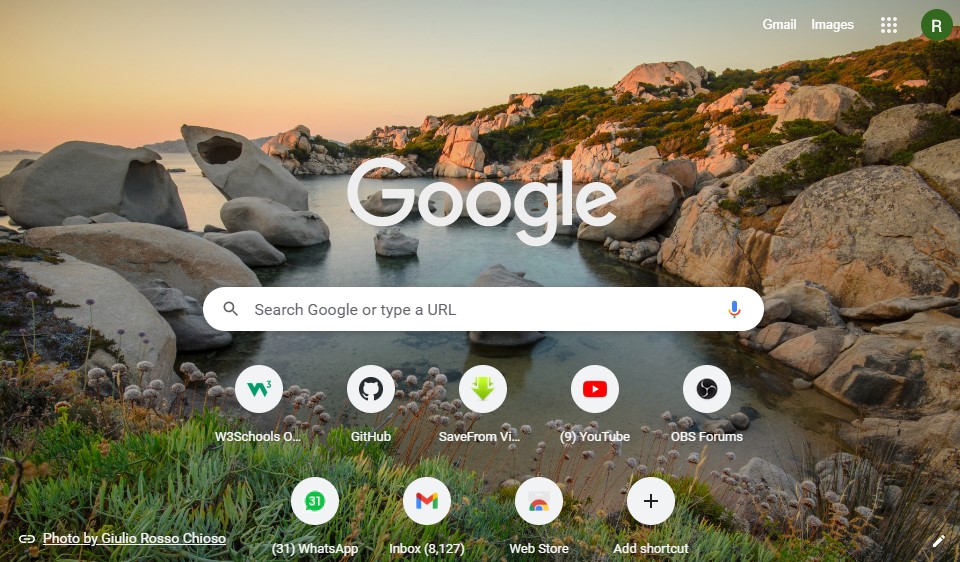 Gmail Images
R
Google
Search Google or type a URL
W3Schools O...
GitHub
SaveFrom Vi...
(9) YouTube
OBS Forums
31
(31) WhatsApp
Inbox (8,127)
Web Store
Add shortcut
Photo by Giulio Rosso Chioso